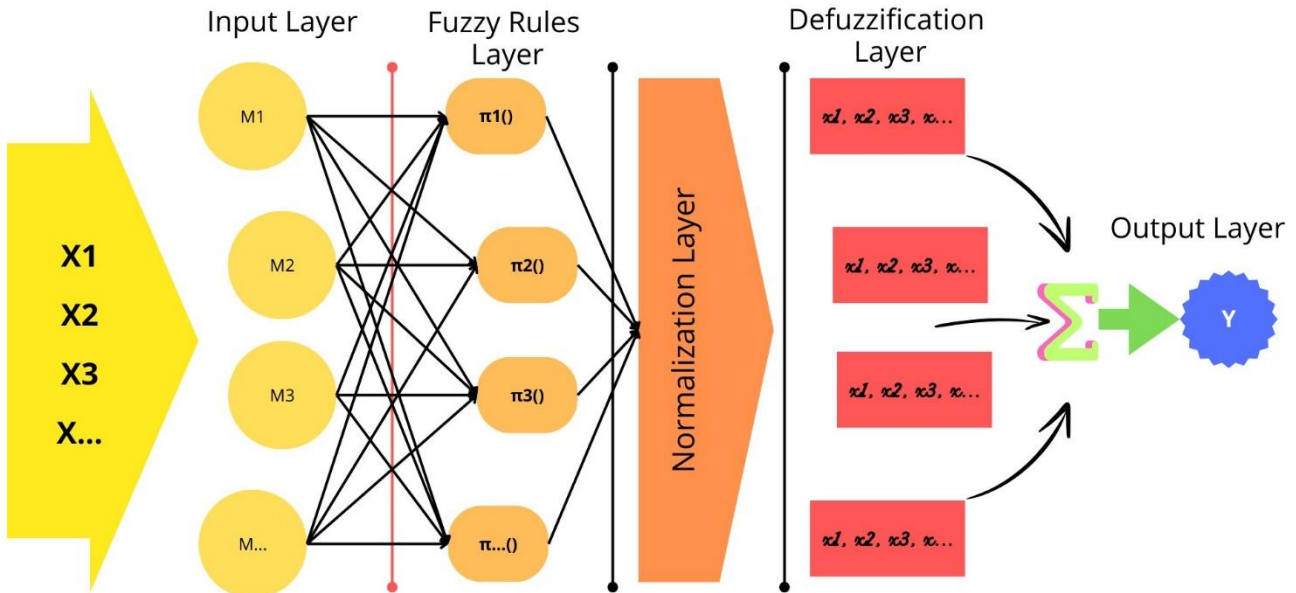 Input Layer
Fuzzy Rules
Layer
Defuzzification
Layer
X1
X2
X3
X...
M1
M2
M3
M...
π1()
π2()
π3()
π...()
Normalization Layer
x1, x2, x3, x...
x1, x2, x3, x...
x1, x2, x3, x...
x1, x2, x3, x...
Σ
Output Layer
Y